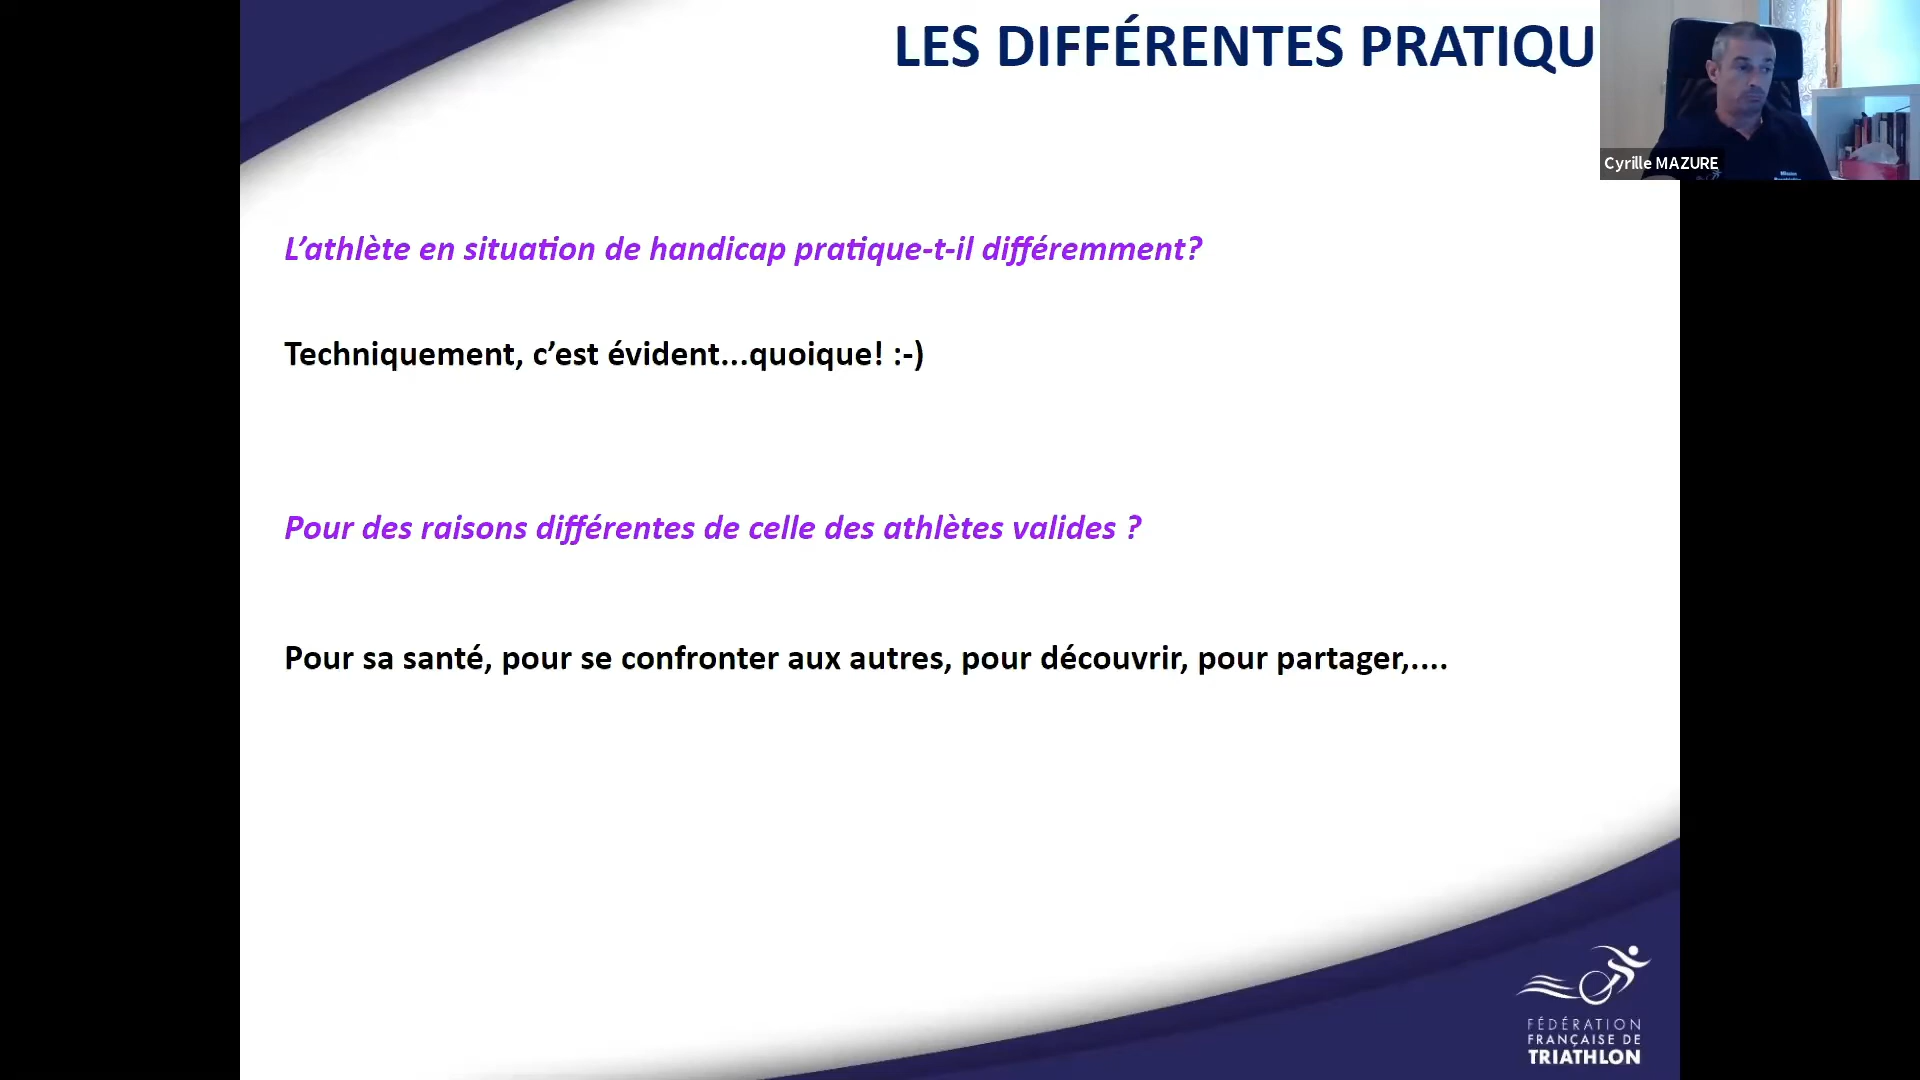 LES DIFFÉRENTES PRATIQU
Cyrille MAZURE
L’athlète en situation de handicap pratique-t-il différemment?
Techniquement, c’est évident...quoique! :-)
Pour des raisons différentes de celle des athlètes valides ?
Pour sa santé, pour se confronter aux autres, pour découvrir, pour partager,....
FÉDÉRATION
FRANÇAISE DE
TRIATHLON